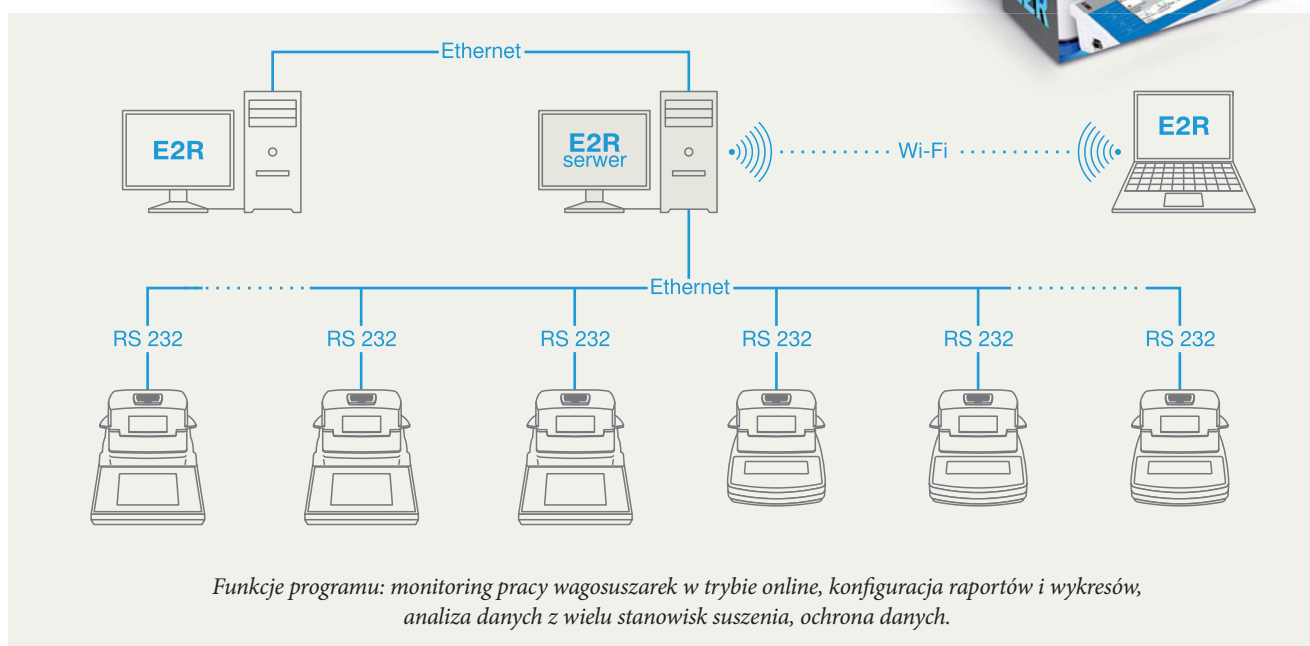 E2R
Ethernet
E2R
E2R
serwer
Wi-Fi
E2R
Ethernet
RS 232
RS 232
RS 232
RS 232
RS 232
RS 232
Funkcje programu: monitoring pracy wagosuszarek w trybie online, konfiguracja raportów i wykresów,
analiza danych z wielu stanowisk suszenia, ochrona danych.